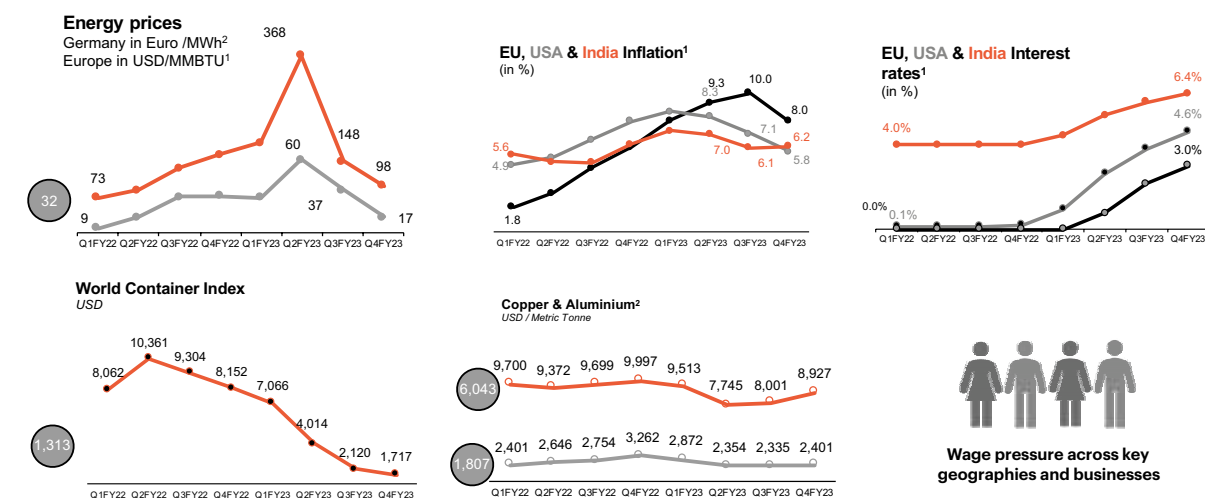 Energy prices
Germany in Euro /MWh2
Europe in USD/MMBTU1
368
148
98
73
60
37
17
9
32
Q1FY22 Q2FY22 Q3FY22 Q4FY22 Q1FY23 Q2FY23 Q3FY23 Q4FY23
EU, USA & India Inflation1
(in %)
9.3
10.0
8.3
8.0
7.1
6.2
5.6
4.9
7.0
6.1
5.8
1.8
Q1FY22 Q2FY22 Q3FY22 Q4FY22 Q1FY23 Q2FY23 Q3FY23 Q4FY23
EU, USA & India Interest
rates1
(in %)
6.4%
4.6%
4.0%
3.0%
0.0%
0.1%
Q1FY22 Q2FY22 Q3FY22 Q4FY22 Q1FY23 Q2FY23 Q3FY23 Q4FY23
World Container Index
USD
8,062
10,361
9,304
8,152
7,066
4,014
2,120
1,717
1,313
Q1FY22 Q2FY22 Q3FY22 Q4FY22 Q1FY23 Q2FY23 Q3FY23 Q4FY23
Copper & Aluminium2
USD / Metric Tonne
6,043
9,700 9,372 9,699 9,997 9,513 7,745 8,001 8,927
1,807
2,401 2,646 2,754 3,262 2,872 2,354 2,335 2,401
Q1FY22 Q2FY22 Q3FY22 Q4FY22 Q1FY23 Q2FY23 Q3FY23 Q4FY23
Wage pressure across key
geographies and businesses